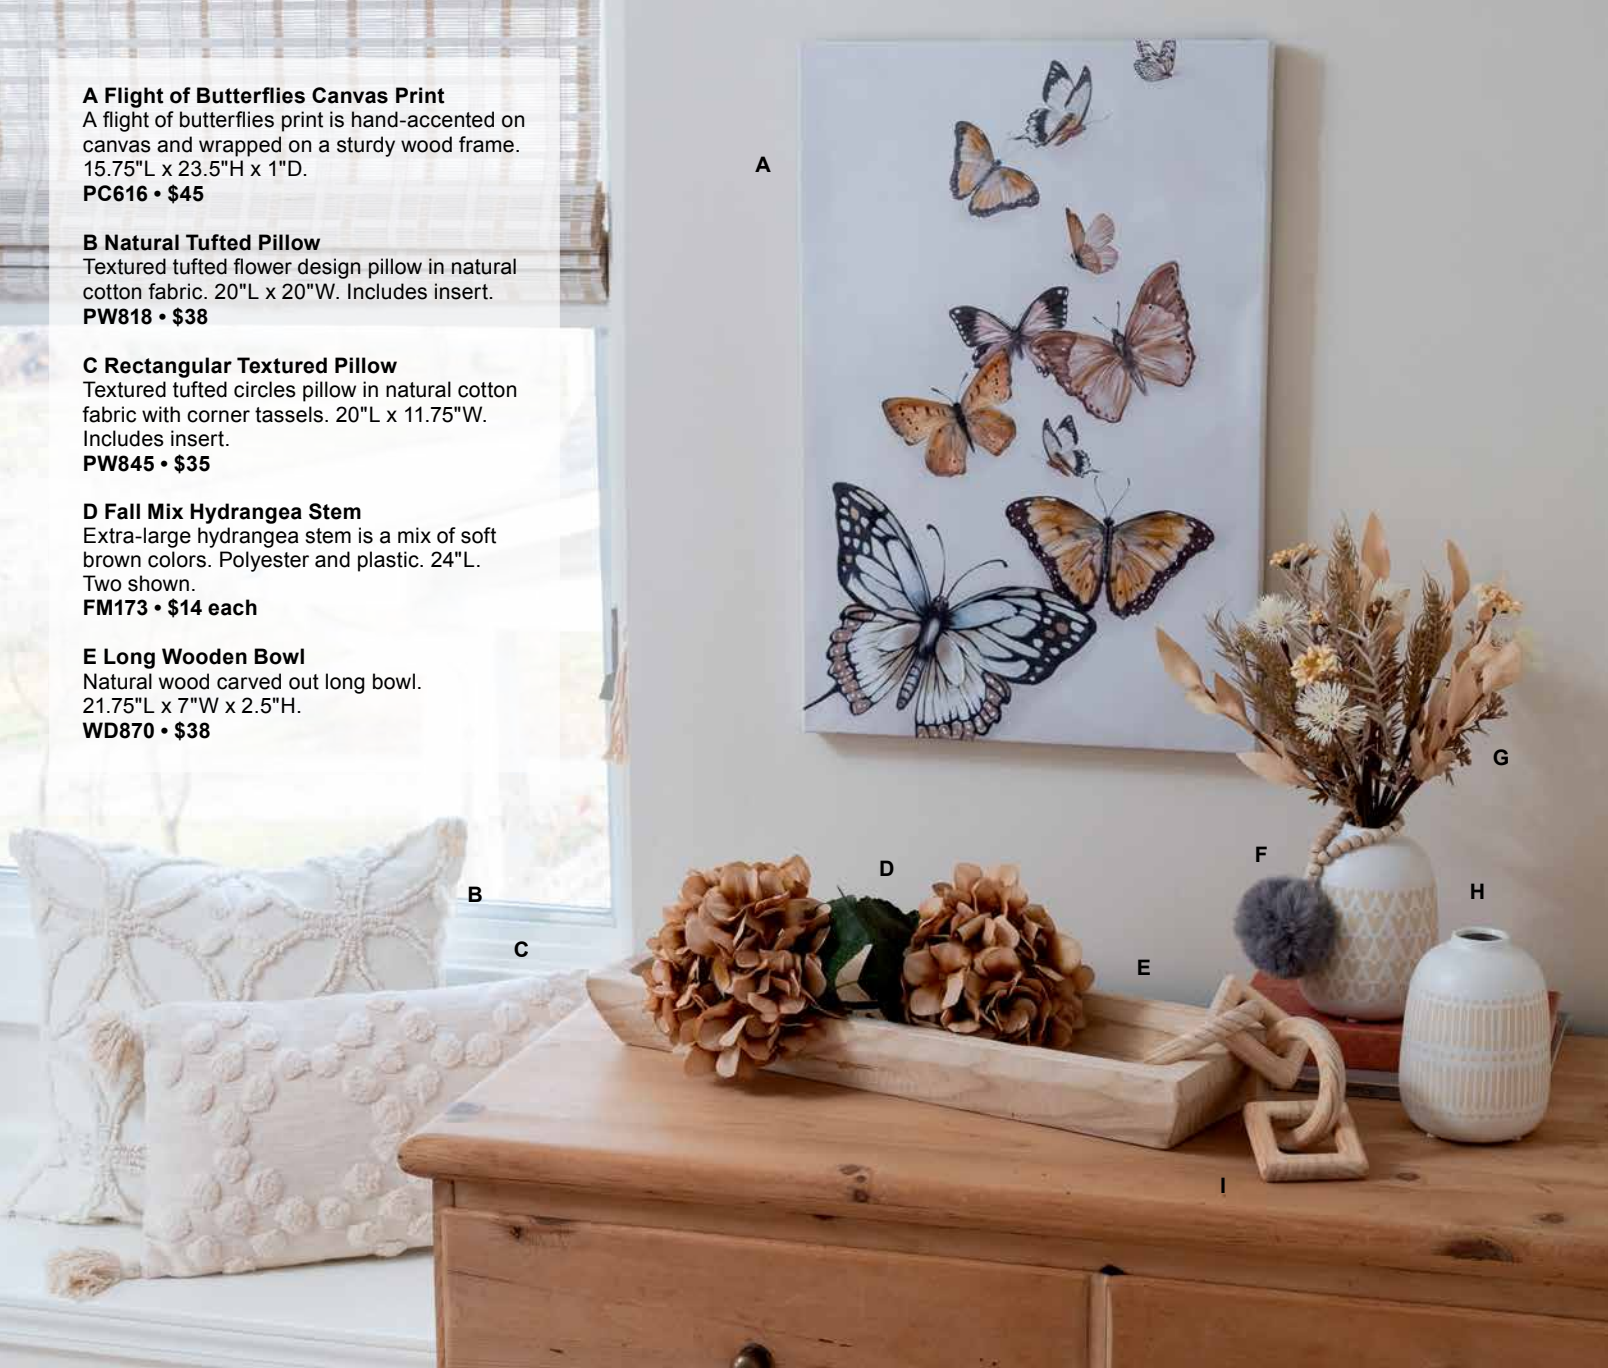 A Flight of Butterflies Canvas Print
A flight of butterflies print is hand-accented on
canvas and wrapped on a sturdy wood frame.
15.75"L x 23.5"H x 1"D.
PC616 • $45
B Natural Tufted Pillow
Textured tufted flower design pillow in natural
cotton fabric. 20"L x 20"W. Includes insert.
PW818 • $38
C Rectangular Textured Pillow
Textured tufted circles pillow in natural cotton
fabric with corner tassels. 20"L x 11.75"W.
Includes insert.
PW845 • $35
D Fall Mix Hydrangea Stem
Extra-large hydrangea stem is a mix of soft
brown colors. Polyester and plastic. 24"L.
Two shown.
FM173 • $14 each
E Long Wooden Bowl
Natural wood carved out long bowl.
21.75"L x 7"W x 2.5"H.
WD870 • $38
A
G
F
D
H
B
C
E
I